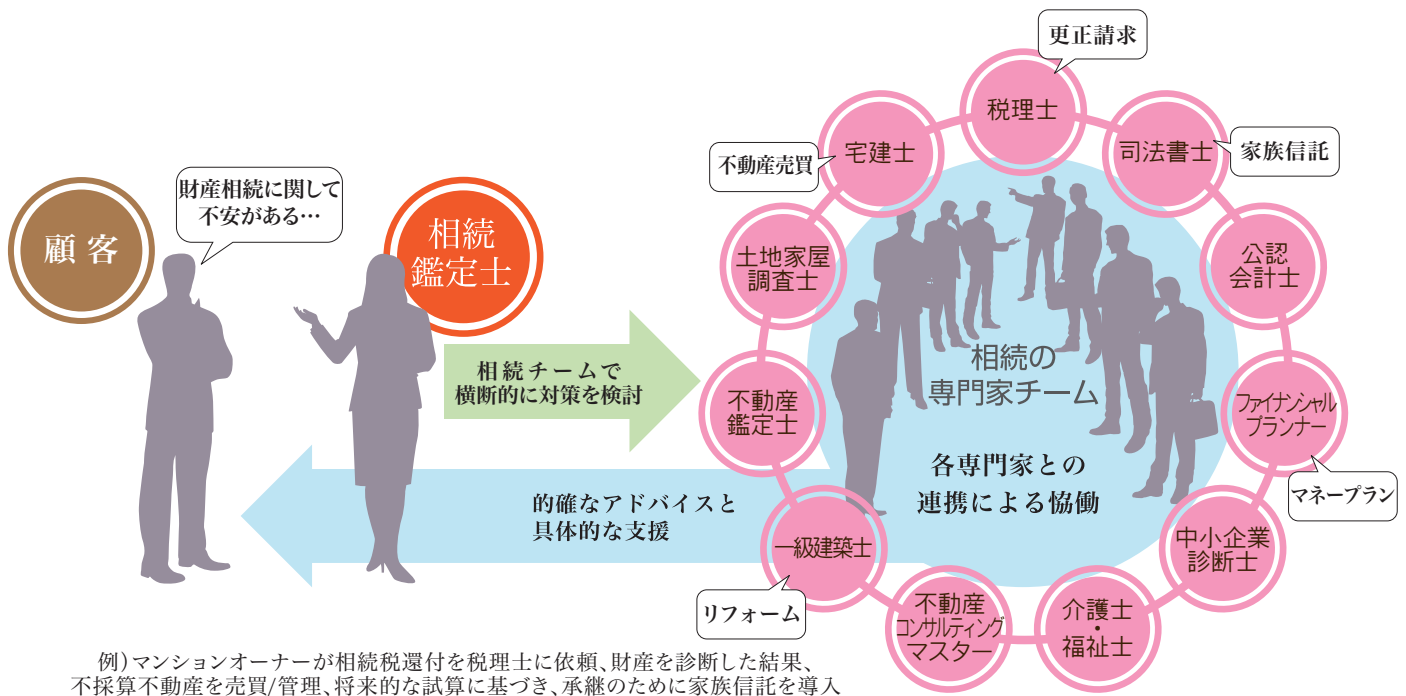 顧客
財産相続に関して
不安がある…
相続
鑑定士
相続チームで
横断的に対策を検討
的確なアドバイスと
具体的な支援
更正請求
税理士
宅建士
不動産売買
司法書士
家族信託
土地家屋
調査士
公認
会計士
不動産
鑑定士
ファイナンシャル
プランナー
マネープラン
一級建築士
リフォーム
中小企業
診断士
不動産
コンサルティング
マスター
介護士
・
福祉士
相続の
専門家チーム
各専門家との
連携による恊働
例）マンションオーナーが相続税還付を税理士に依頼、財産を診断した結果、
不採算不動産を売買/管理、将来的な試算に基づき、承継のために家族信託を導入